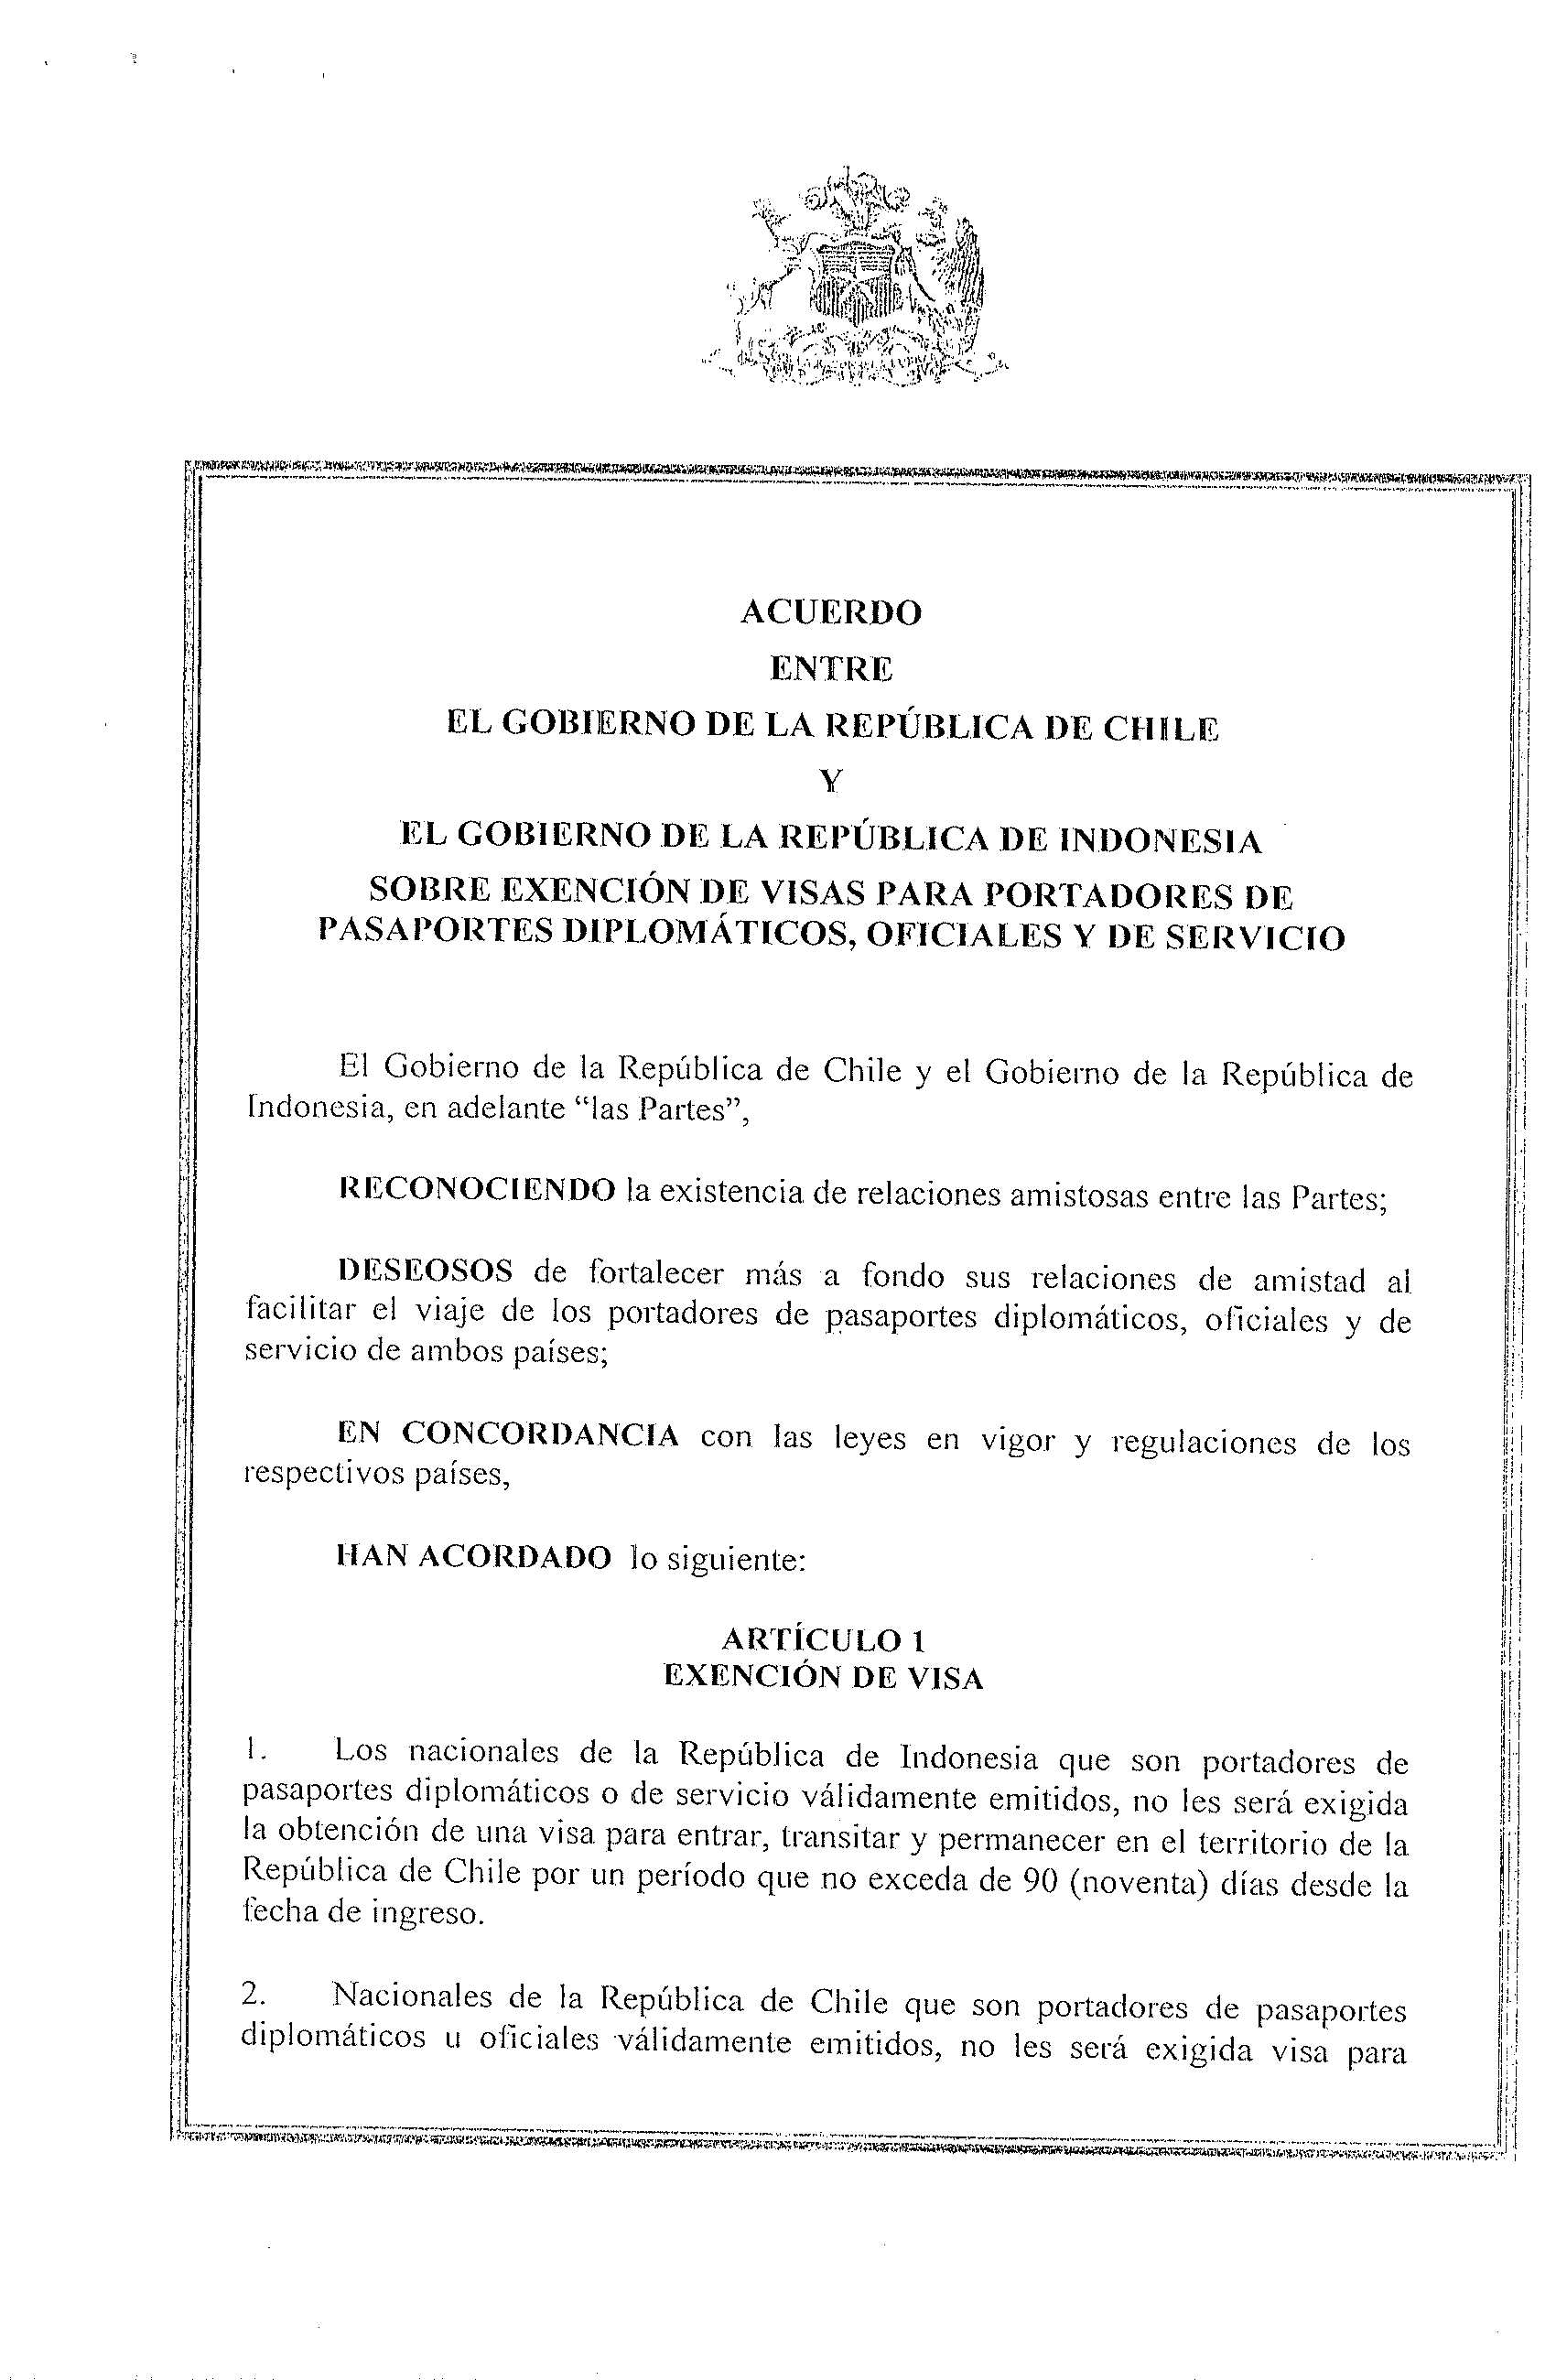 ACUERDO
ENTRE
EL GOBIERNO DE LA REPÚBLICA DE CHILE
Y
EL GOBIERNO DE LA REPÚBLICA DE INDONESIA
SOBRE EXENCIÓN DE VISAS PARA PORTADORES DE
PASAPORTES DIPLOMÁTICOS, OFICIALES Y DE SERVICIO
El Gobierno de la República de Chile y el Gobierno de la República de
Indonesia, en adelante “las Partes”,
RECONOCIENDO la existencia de relaciones amistosas entre las Partes;
DESEOSOS de fortalecer más a fondo sus relaciones de amistad al
facilitar el viaje de los portadores de pasaportes diplomáticos, oficiales y de
servicio de ambos países;
EN CONCORDANCIA con las leyes en vigor y regulaciones de los
respectivos países,
HAN ACORDADO lo siguiente:
ARTÍCULO 1
EXENCIÓN DE VISA
1. Los nacionales de la República de Indonesia que son portadores de
pasaportes diplomáticos o de servicio válidamente emitidos, no les será exigida
la obtención de una visa para entrar, transitar y permanecer en el territorio de la
República de Chile por un período que no exceda de 90 (noventa) días desde la
fecha de ingreso.
2. Nacionales de la República de Chile que son portadores de pasaportes
diplomáticos u oficiales válidamente emitidos, no les será exigida visa para